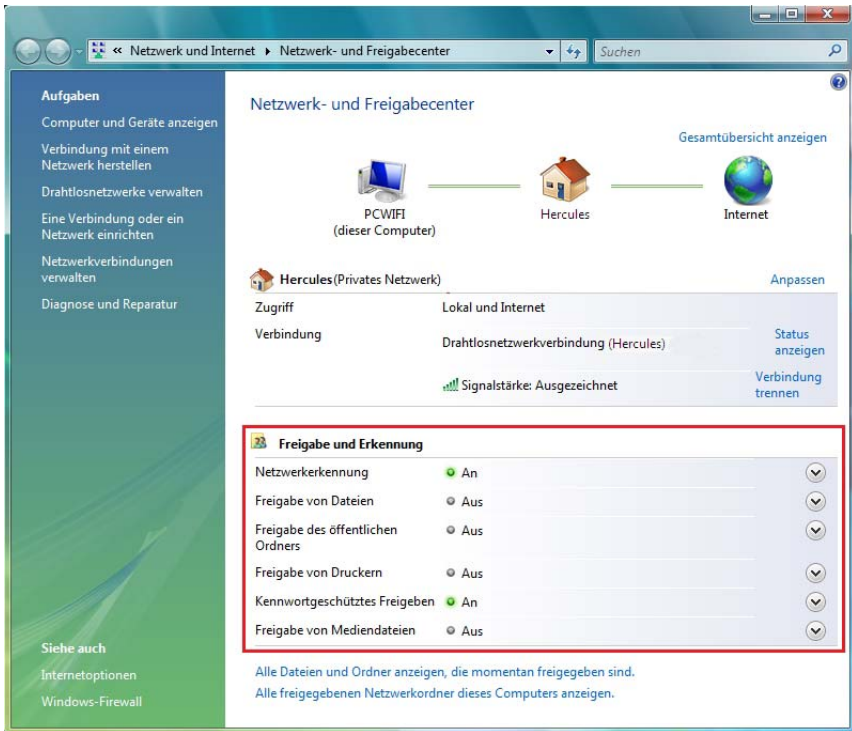 « Netzwerk und Internet ▸ Netzwerk- und Freigabecenter
Suchen
Aufgaben
Computer und Geräte anzeigen
Verbindung mit einem
Netzwerk herstellen
Drahtlosnetzwerke verwalten
Eine Verbindung oder ein
Netzwerk einrichten
Netzwerkverbindungen
verwalten
Diagnose und Reparatur
Siehe auch
Internetoptionen
Windows-Firewall
Netzwerk- und Freigabecenter
Gesamtübersicht anzeigen
PCWIFI
(dieser Computer)
Hercules
Internet
Hercules (Privates Netzwerk)
Anpassen
Zugriff
Lokal und Internet
Verbindung
Drahtlosnetzwerkverbindung (Hercules)
Status
anzeigen
Signalstärke: Ausgezeichnet
Verbindung
trennen
Freigabe und Erkennung
Netzwerkerkennung
An
Freigabe von Dateien
Aus
Freigabe des öffentlichen
Ordners
Aus
Freigabe von Druckern
Aus
Kennwortgeschütztes Freigeben
An
Freigabe von Mediendateien
Aus
Alle Dateien und Ordner anzeigen, die momentan freigegeben sind.
Alle freigegebenen Netzwerkordner dieses Computers anzeigen.